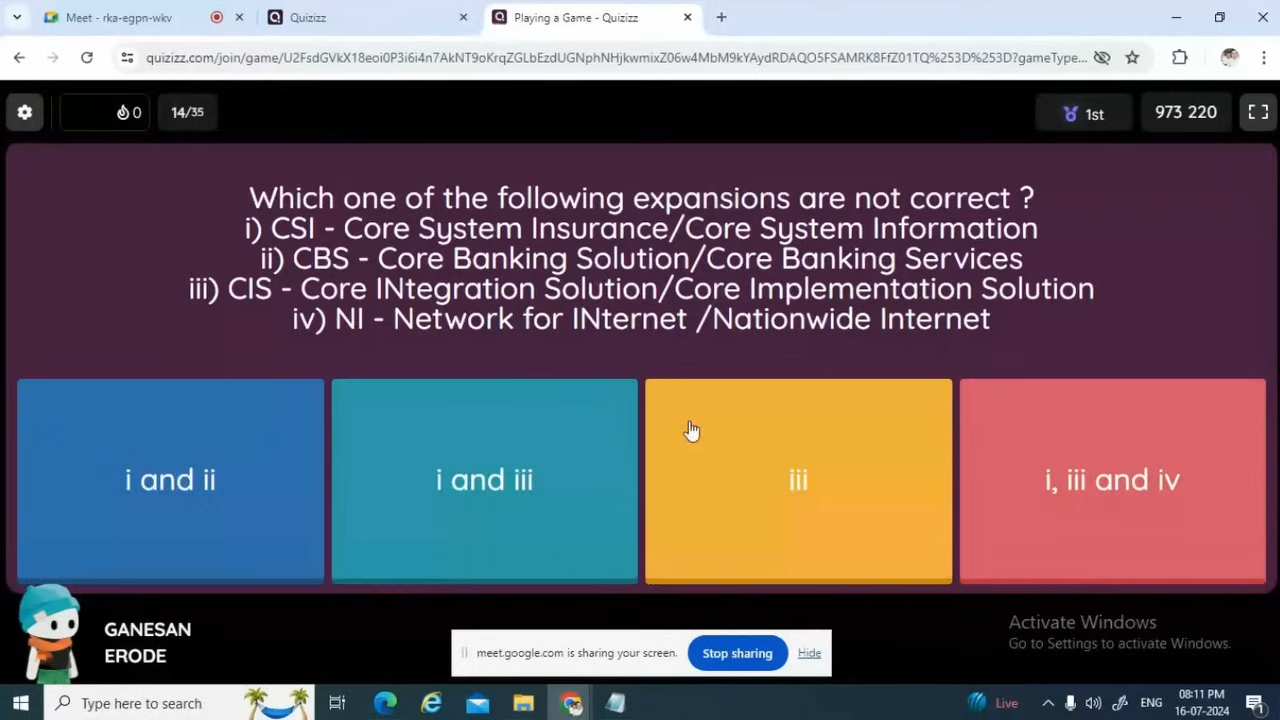 Meet - rka-egpn-wkv
Quizizz
Playing a Game - Quizizz
quizizz.com/join/game/U2FsdGVkX18eoi0P3i6i4n7AkNT9oKrqZGLbEzdUGNphNHjkwmixZ06w4MbM9kYAydRDAQO5FSAMRK8FfZ01TQ%253D%253D?gameType...
0
14/35
1st
973 220
Which one of the following expansions are not correct ?
i) CSI - Core System Insurance/Core System Information
ii) CBS - Core Banking Solution/Core Banking Services
iii) CIS - Core INtegration Solution/Core Implementation Solution
iv) NI - Network for INternet /Nationwide Internet
i and ii
i and iii
iii
i, iii and iv
GANESAN
ERODE
meet.google.com is sharing your screen.
Stop sharing
Hide
Activate Windows
Go to Settings to activate Windows.
Type here to search
Live
ENG
08:11 PM
16-07-2024
1